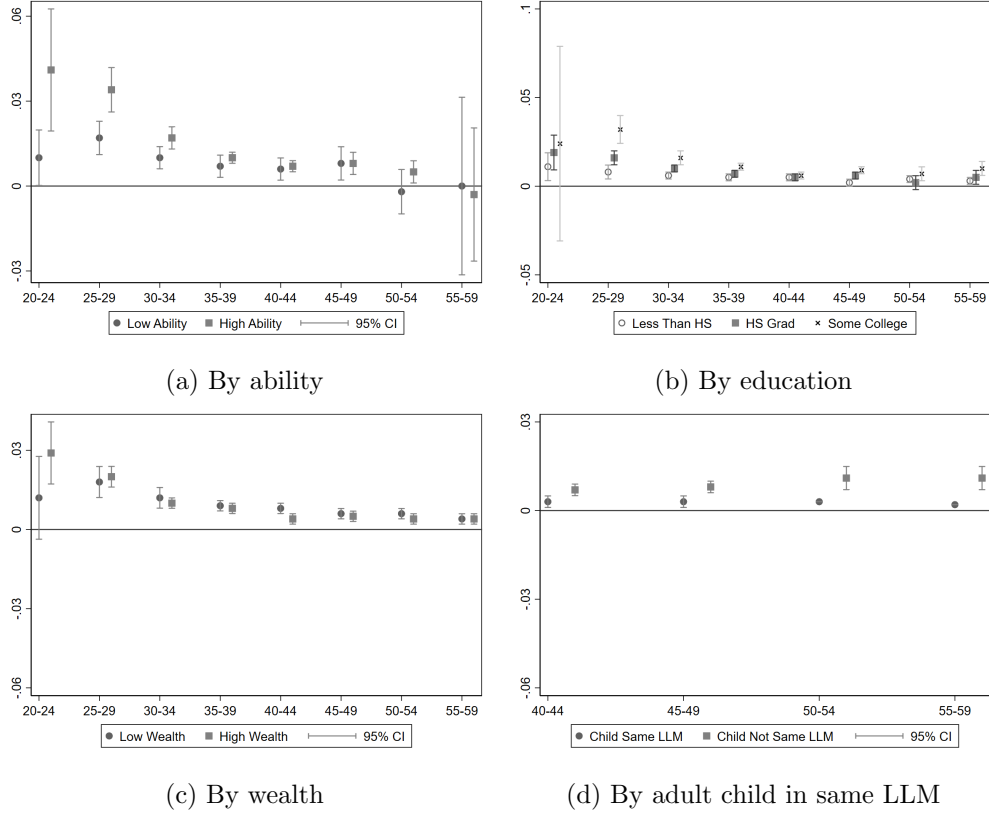 .06
.03
0
-.03
20-24 25-29 30-34 35-39 40-44 45-49 50-54 55-59
Low Ability High Ability 95% CI
(a) By ability
.1
.05
0
-.05
20-24 25-29 30-34 35-39 40-44 45-49 50-54 55-59
Less Than HS HS Grad Some College
(b) By education
.03
0
-.03
-.06
20-24 25-29 30-34 35-39 40-44 45-49 50-54 55-59
Low Wealth High Wealth 95% CI
(c) By wealth
.03
0
-.03
-.06
40-44 45-49 50-54 55-59
Child Same LLM Child Not Same LLM 95% CI
(d) By adult child in same LLM